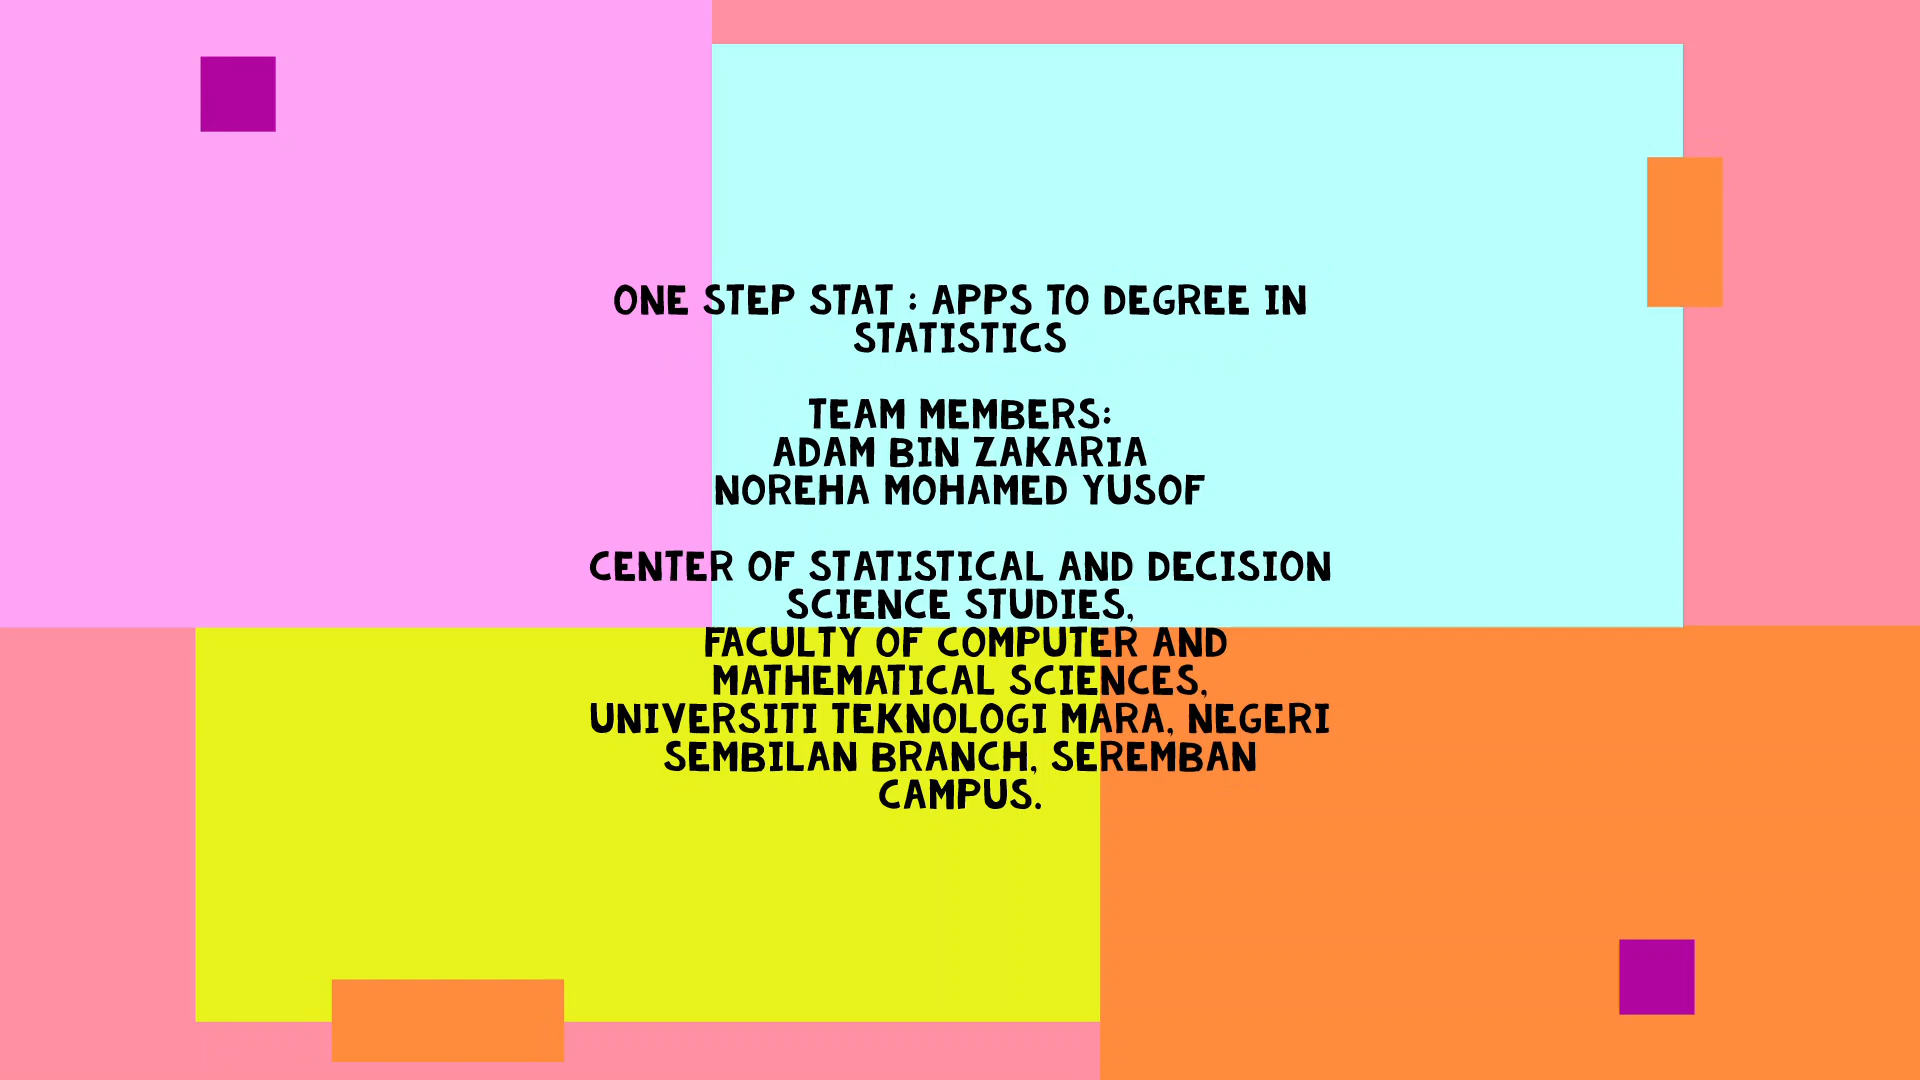 ONE STEP STAT : APPS TO DEGREE IN
STATISTICS
TEAM MEMBERS:
ADAM BIN ZAKARIA
NOREHA MOHAMED YUSOF
CENTER OF STATISTICAL AND DECISION
SCIENCE STUDIES,
FACULTY OF COMPUTER AND
MATHEMATICAL SCIENCES,
UNIVERSITI TEKNOLOGI MARA, NEGERI
SEMBILAN BRANCH, SEREMBAN
CAMPUS.